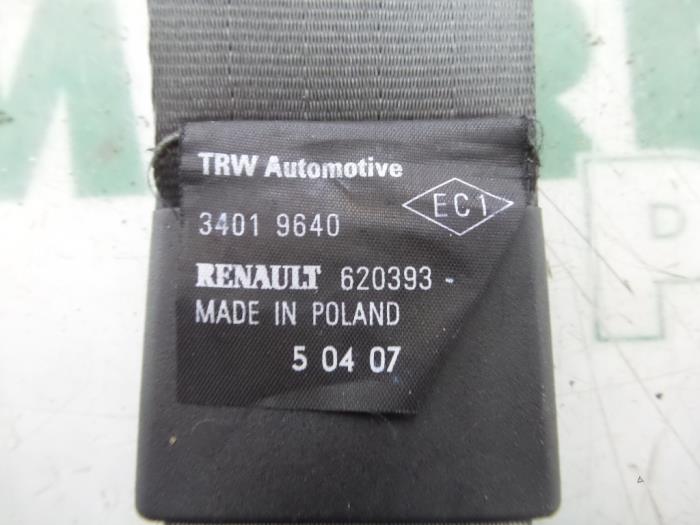 TRW Automotive
EC1
3401 9640
RENAULT 620393 -
MADE IN POLAND
5 04 07